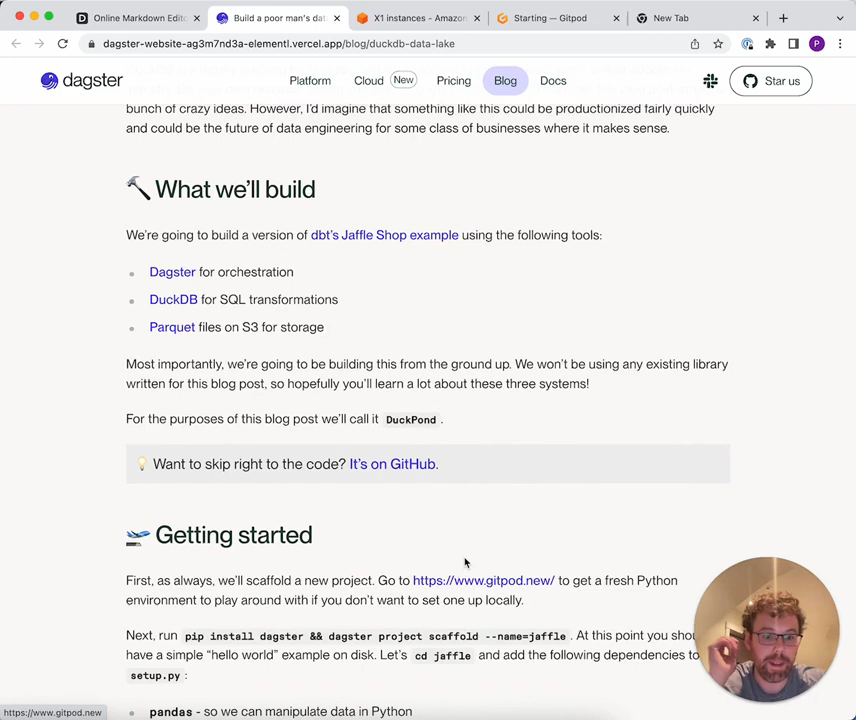 Online Markdown Edito
Build a poor man's dat
X1 instances - Amazon
Starting — Gitpod
New Tab
dagster-website-ag3m7nd3a-elementl.vercel.app/blog/duckdb-data-lake
P
dagster
Platform
Cloud
New
Pricing
Blog
Docs
Star us
bunch of crazy ideas. However, I'd imagine that something like this could be productionized fairly quickly
and could be the future of data engineering for some class of businesses where it makes sense.
What we'll build
We're going to build a version of dbt's Jaffle Shop example using the following tools:
Dagster for orchestration
DuckDB for SQL transformations
Parquet files on S3 for storage
Most importantly, we're going to be building this from the ground up. We won't be using any existing library
written for this blog post, so hopefully you'll learn a lot about these three systems!
For the purposes of this blog post we'll call it DuckPond.
Want to skip right to the code? It's on GitHub.
Getting started
First, as always, we'll scaffold a new project. Go to https://www.gitpod.new/ to get a fresh Python
environment to play around with if you don't want to set one up locally.
Next, run pip install dagster && dagster project scaffold --name=jaffle. At this point you shou
have a simple "hello world" example on disk. Let's cd jaffle and add the following dependencies to
setup.py:
pandas - so we can manipulate data in Python
https://www.gitpod.new